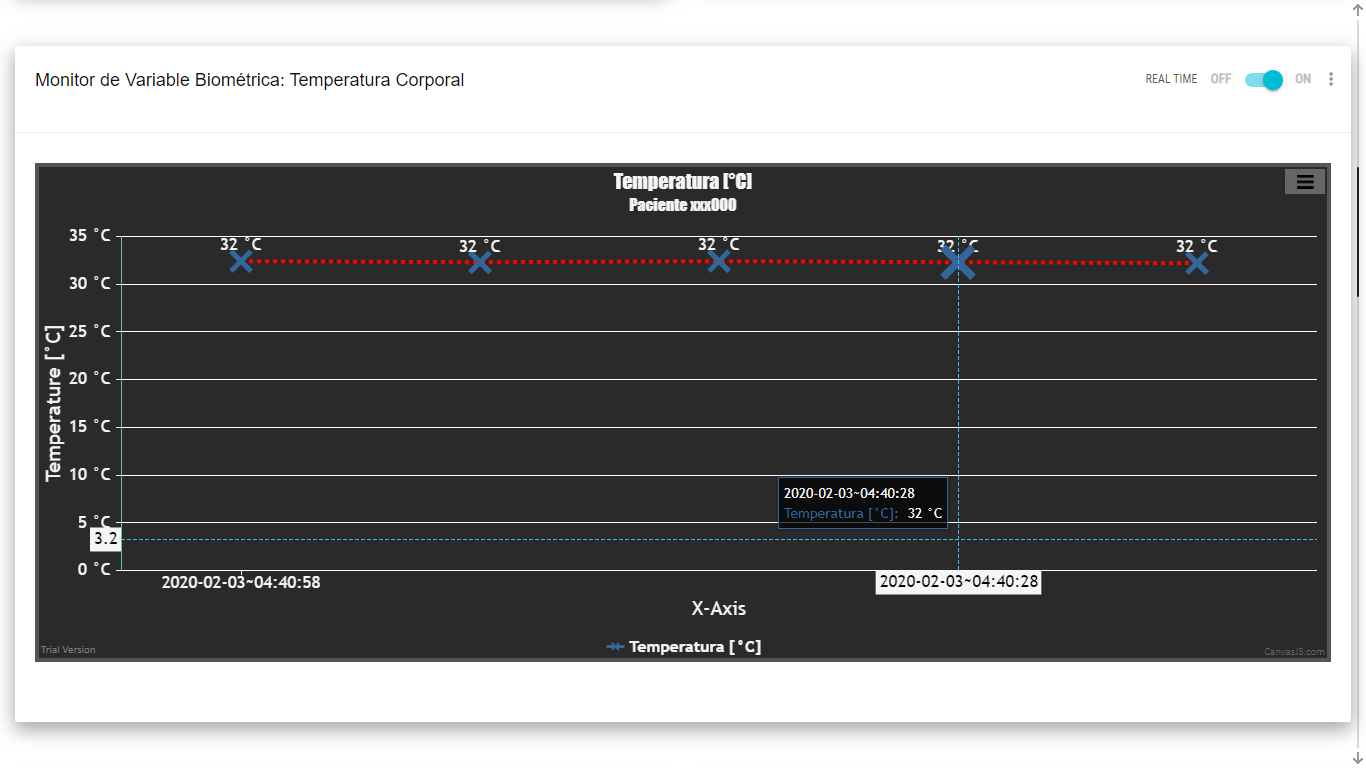 Monitor de Variable Biométrica: Temperatura Corporal
REAL TIME OFF ON
Temperatura [°C]
Paciente xxx000
35 °C
32 °C 32 °C 32 °C 32 °C 32 °C
30 °C
25 °C
20 °C
15 °C
10 °C
5 °C
3.2
0 °C
Temperature [°C]
2020-02-03~04:40:28
Temperatura [°C]: 32 °C
2020-02-03~04:40:58 2020-02-03~04:40:28
X-Axis
Temperatura [°C]
Trial Version CanvasJS.com